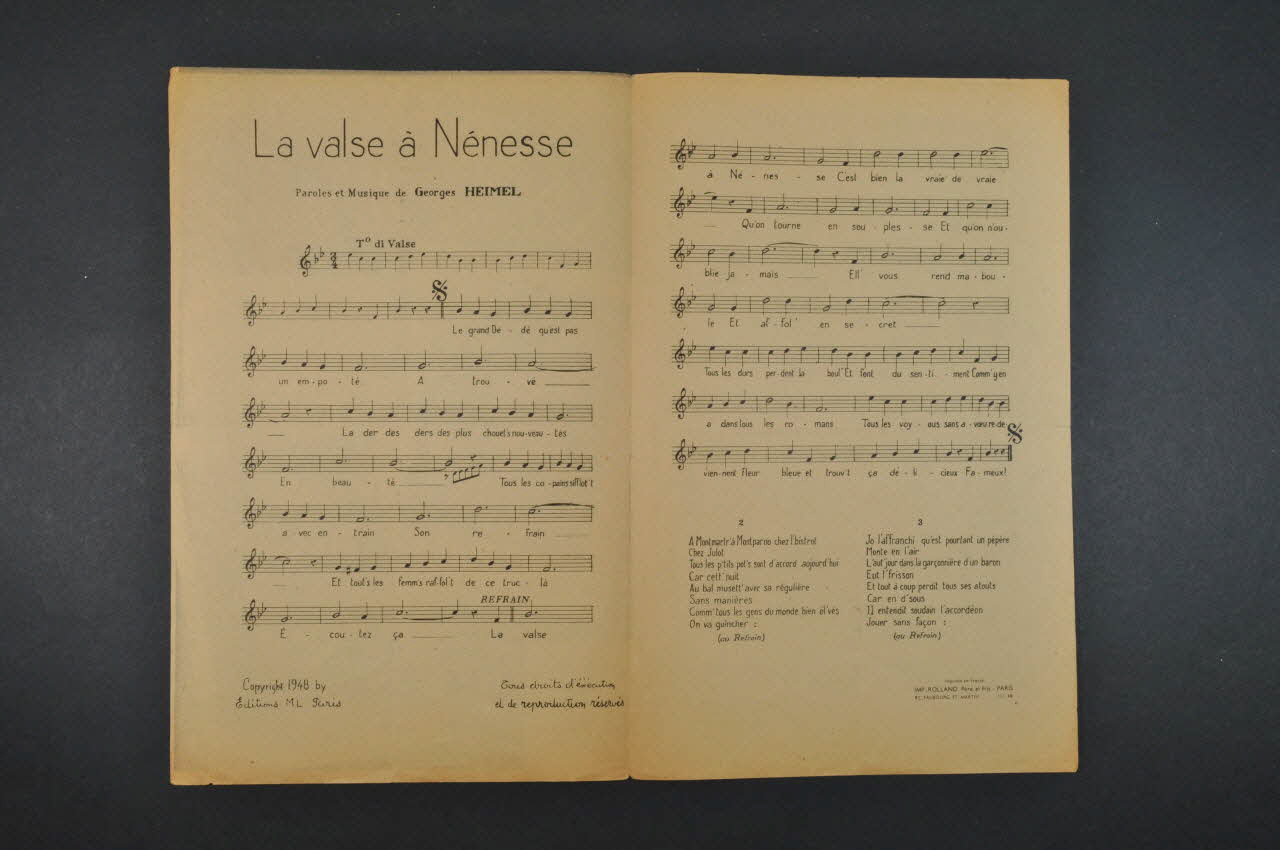 La valse à Nénesse
Paroles et Musique de Georges HEIMEL
Tº di Valse
Le grand Dé - dé qu'est pas
un em - po - té A trou - vé
La der des ders des plus chouet's nou - veau - tés
En beau - té Tous les co - pains siffl'ot't
a - vec en - train Son re - frain
Et tout's les femm's raf - fol't de ce truc - là
REFRAIN
É - cou - tez ça La valse
Copyright 1948 by
Éditions ML Paris
Tous droits d'éxécution
et de reproduction réservés
à Né - nes - se C'est bien la vraie de vraie
Qu'on tourne en sou - ples - se Et qu'on n'ou -
blie ja - mais Ell' vous rend ma - bou -
le Et af - fol' en se - cret
Tous les durs per - dent la boul' Et font du sen - ti - ment Comm' y en
a dans tous les ro - mans Tous les voy - ous sans a - vœu re - de -
vien - nent fleur bleue et trouv't ça dé - li - cieux Fa - meux!
2
A Montmartr' à Montparno chez l'bistrot
Chez Julot
Tous les p'tits pot's sont d'accord aujourd'hui
Car cett' nuit
Au bal musett' avec sa régulière
Sans manières
Comm' tous les gens du monde bien él'vés
On va guincher :
(au Refrain)
3
Jo l'affranchi qu'est pourtant un pépère
Monte en l'air
L'aut' jour dans la garçonnière d'un baron
Eut l'frisson
Et tout à coup perdit tous ses atouts
Car en d'sous
Il entendit soudain l'accordéon
Jouer sans façon :
(au Refrain)
Imprimé en France
IMP. ROLLAND Père et Fils - PARIS
FAUBOURG ST MARTIN